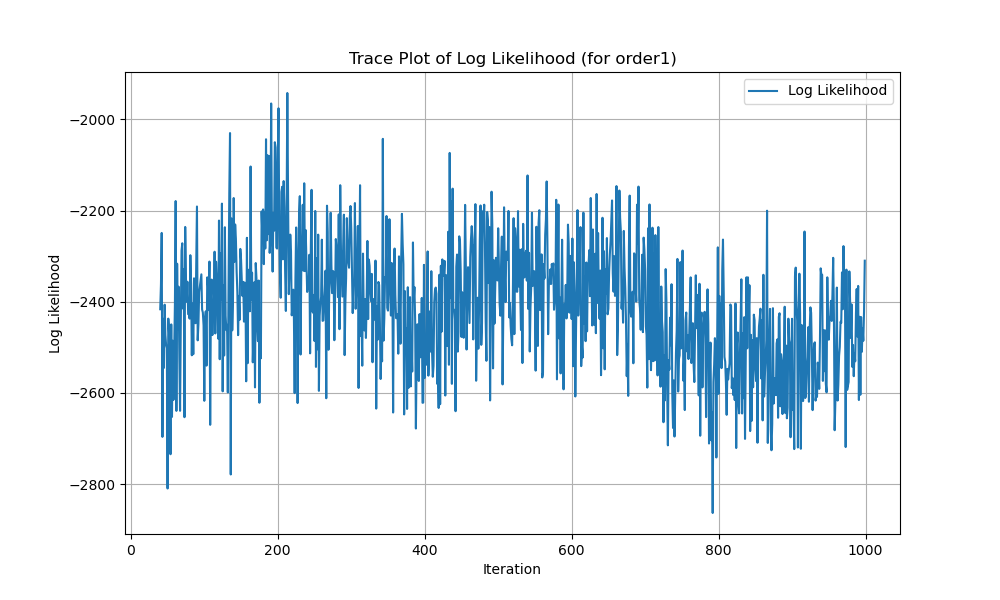 Trace Plot of Log Likelihood (for order1)
Log Likelihood
−2000
−2200
−2400
−2600
−2800
Log Likelihood
0 200 400 600 800 1000
Iteration